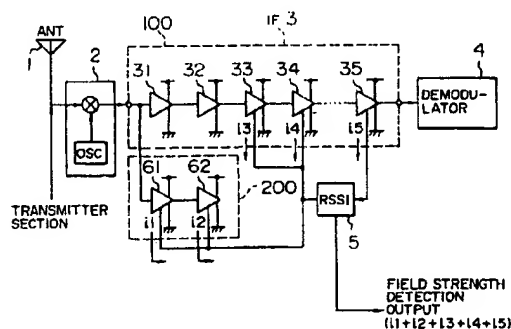 ANT
1
2
100
IF 3
4
31
32
33
34
35
DEMODU-
LATOR
OSC
i3
i4
i5
61
62
200
RSSI
5
i1
i2
TRANSMITTER
SECTION
FIELD STRENGTH
DETECTION
OUTPUT
(i1+i2+i3+i4+i5)